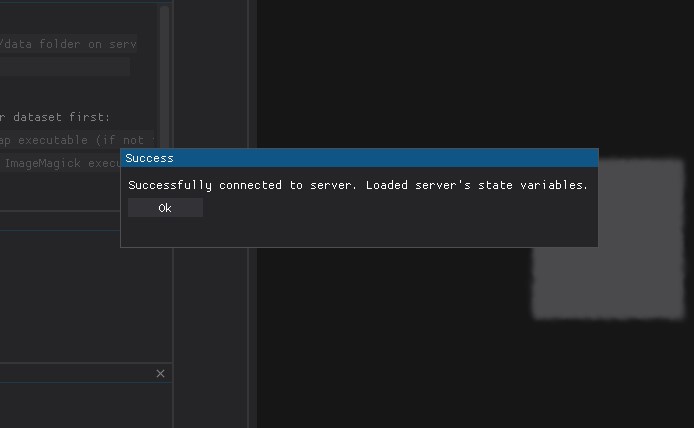 /data folder on serv
r dataset first:
ap executable (if not
ImageMagick execu
Success
Successfully connected to server. Loaded server's state variables.
Ok